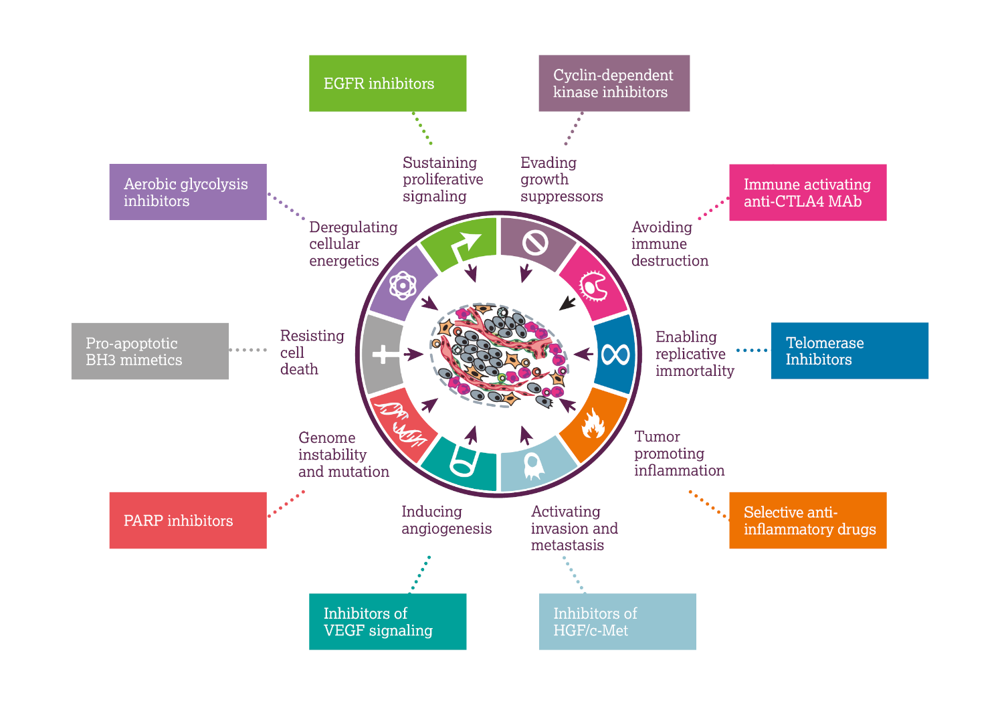 EGFR inhibitors
Cyclin-dependent
kinase inhibitors
Sustaining
proliferative
signaling
Evading
growth
suppressors
Aerobic glycolysis
inhibitors
Immune activating
anti-CTLA4 MAb
Deregulating
cellular
energetics
Avoiding
immune
destruction
Pro-apoptotic
BH3 mimetics
Resisting
cell
death
Enabling
replicative
immortality
Telomerase
Inhibitors
Genome
instability
and mutation
Tumor
promoting
inflammation
PARP inhibitors
Selective anti-
inflammatory drugs
Inducing
angiogenesis
Activating
invasion and
metastasis
Inhibitors of
VEGF signaling
Inhibitors of
HGF/c-Met